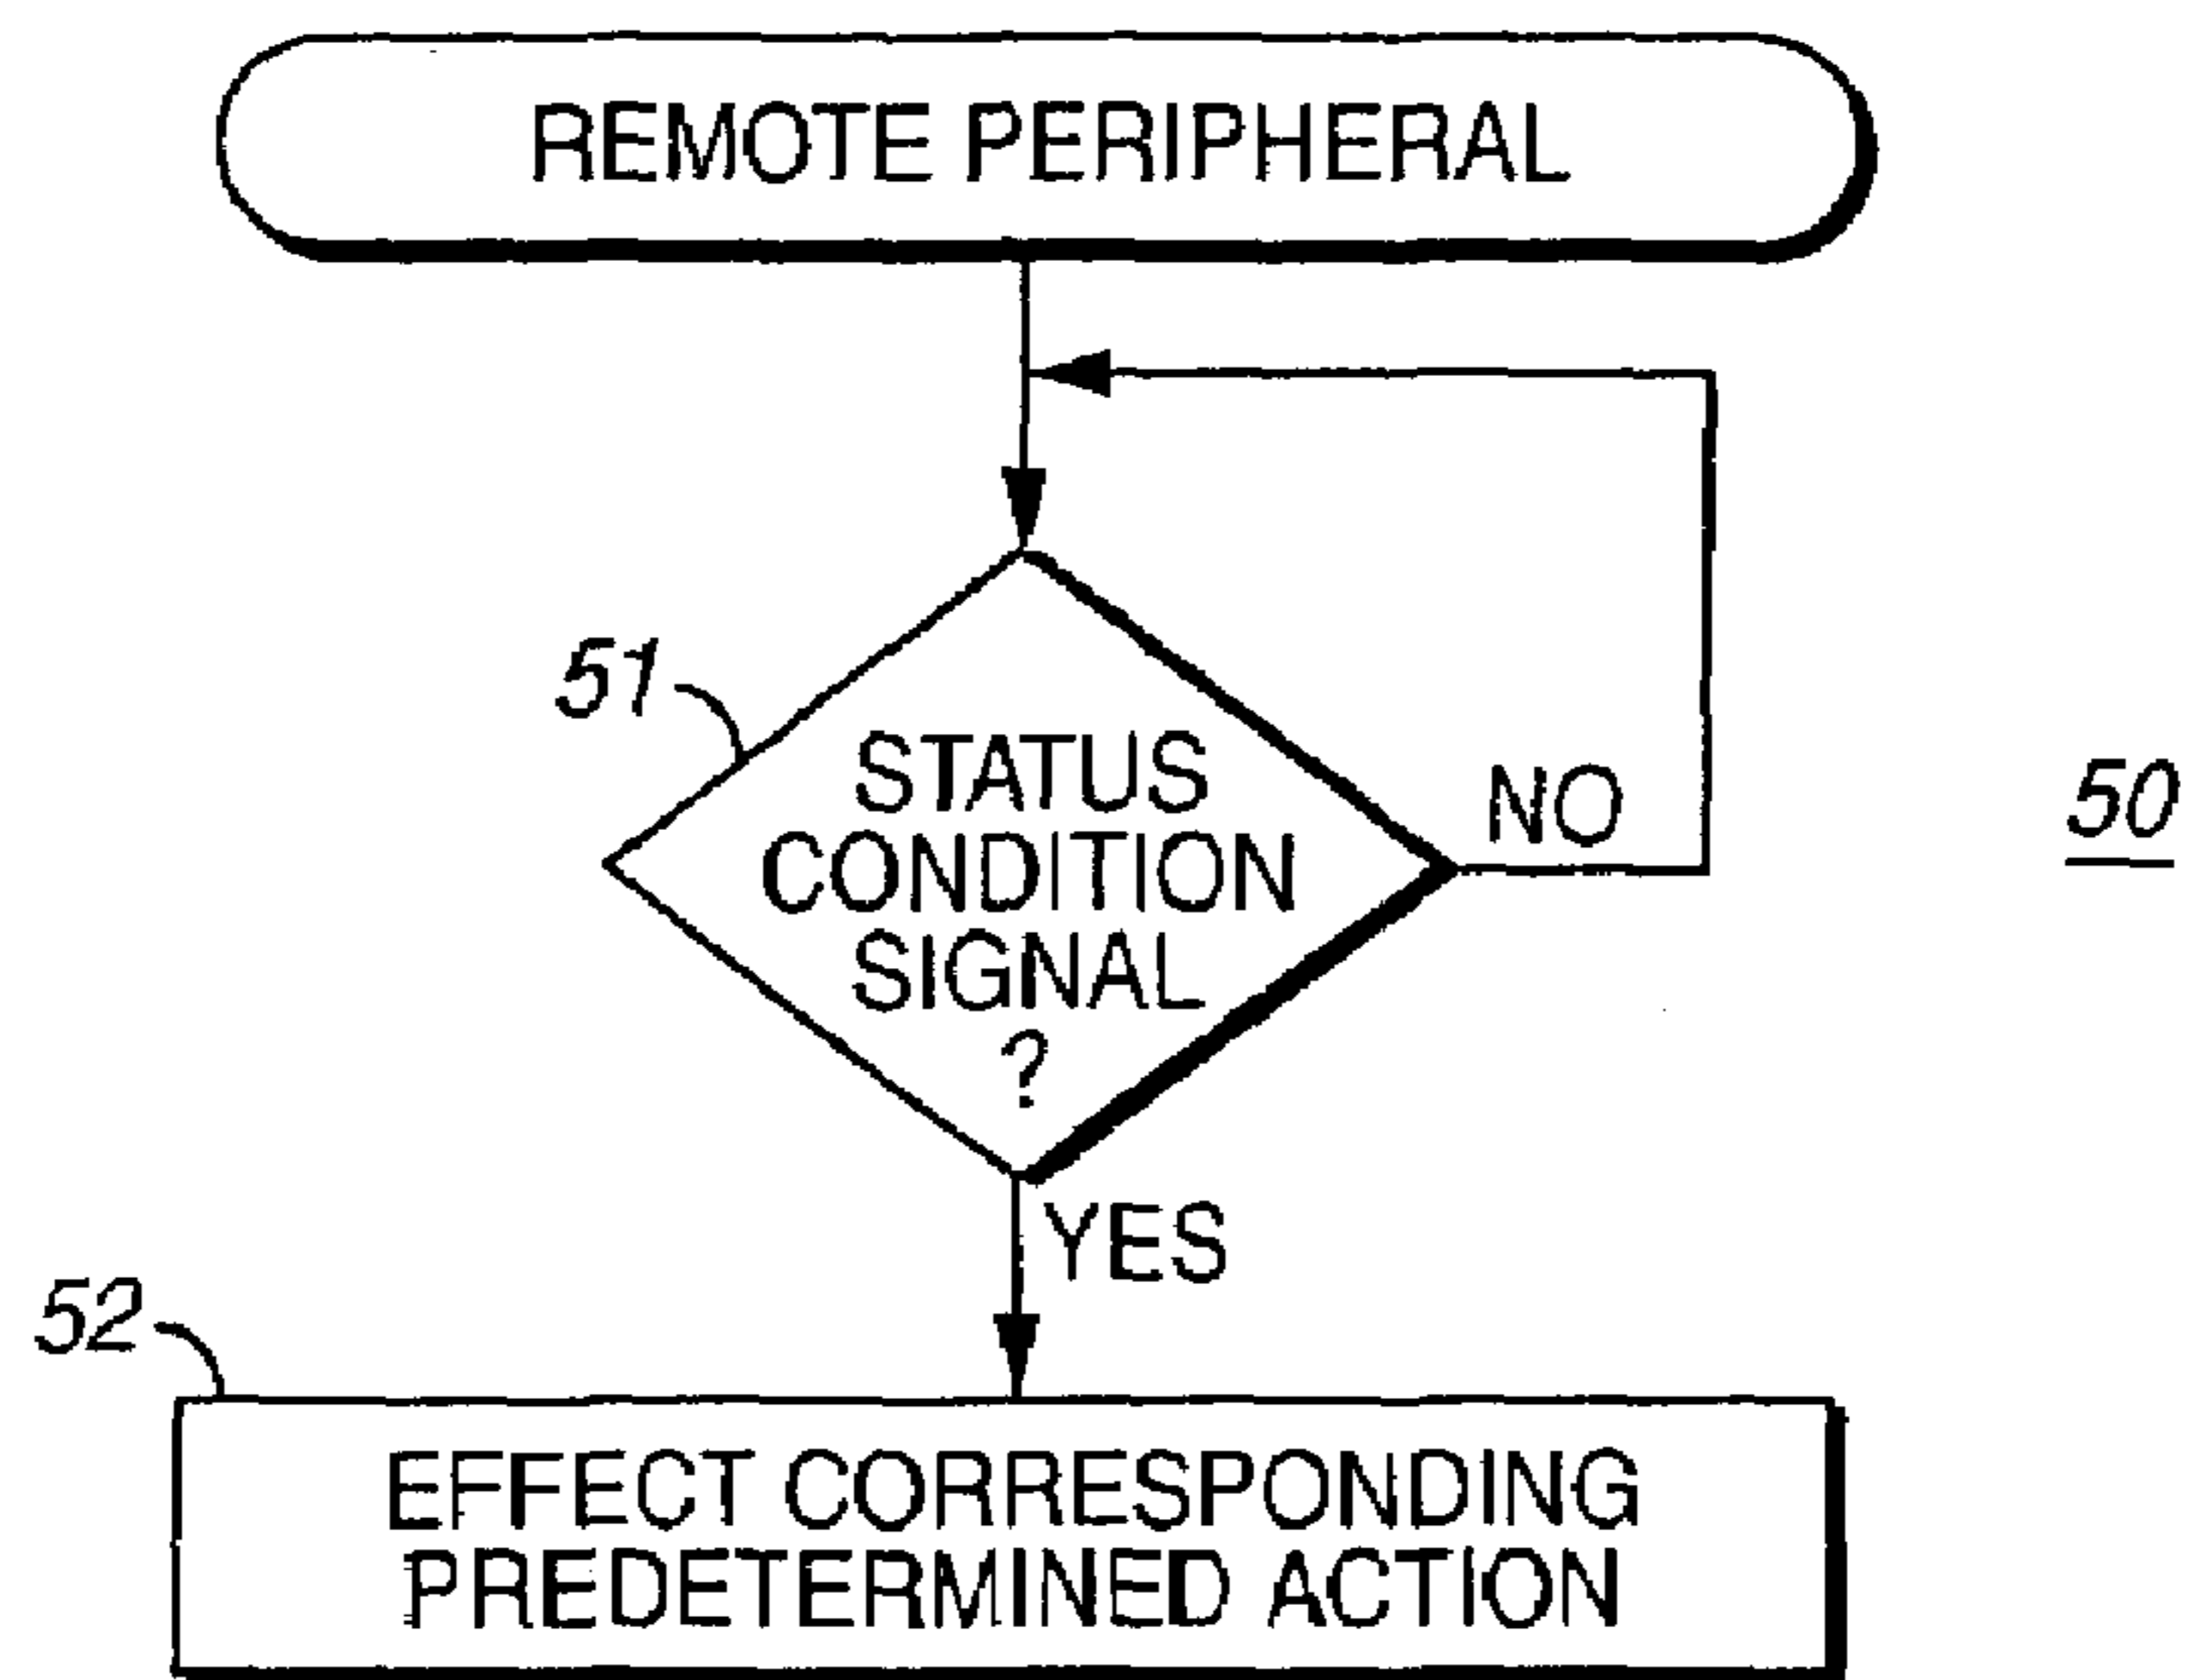 REMOTE PERIPHERAL
51
STATUS
CONDITION
SIGNAL
?
NO
50
YES
52
EFFECT CORRESPONDING
PREDETERMINED ACTION